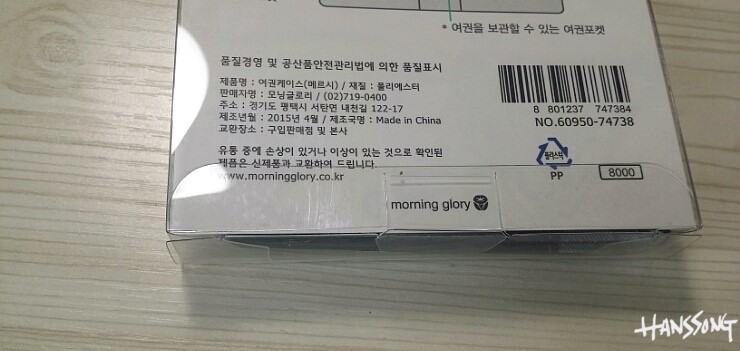 * 여권을 보관할 수 있는 여권포켓
품질경영 및 공산품안전관리법에 의한 품질표시
제품명 : 여권케이스(메르시) / 재질 : 폴리에스터
판매자명 : 모닝글로리 / (02)719-0400
주소 : 경기도 평택시 서탄면 내천길 122-17
제조년월 : 2015년 4월 / 제조국명 : Made in China
교환장소 : 구입판매점 및 본사
유통 중에 손상이 있거나 이상이 있는 것으로 확인된
제품은 신제품과 교환하여 드립니다.
www.morningglory.co.kr
8 801237 747384
NO.60950-74738
플라스틱
PP
8000
morning glory
HANSSONG